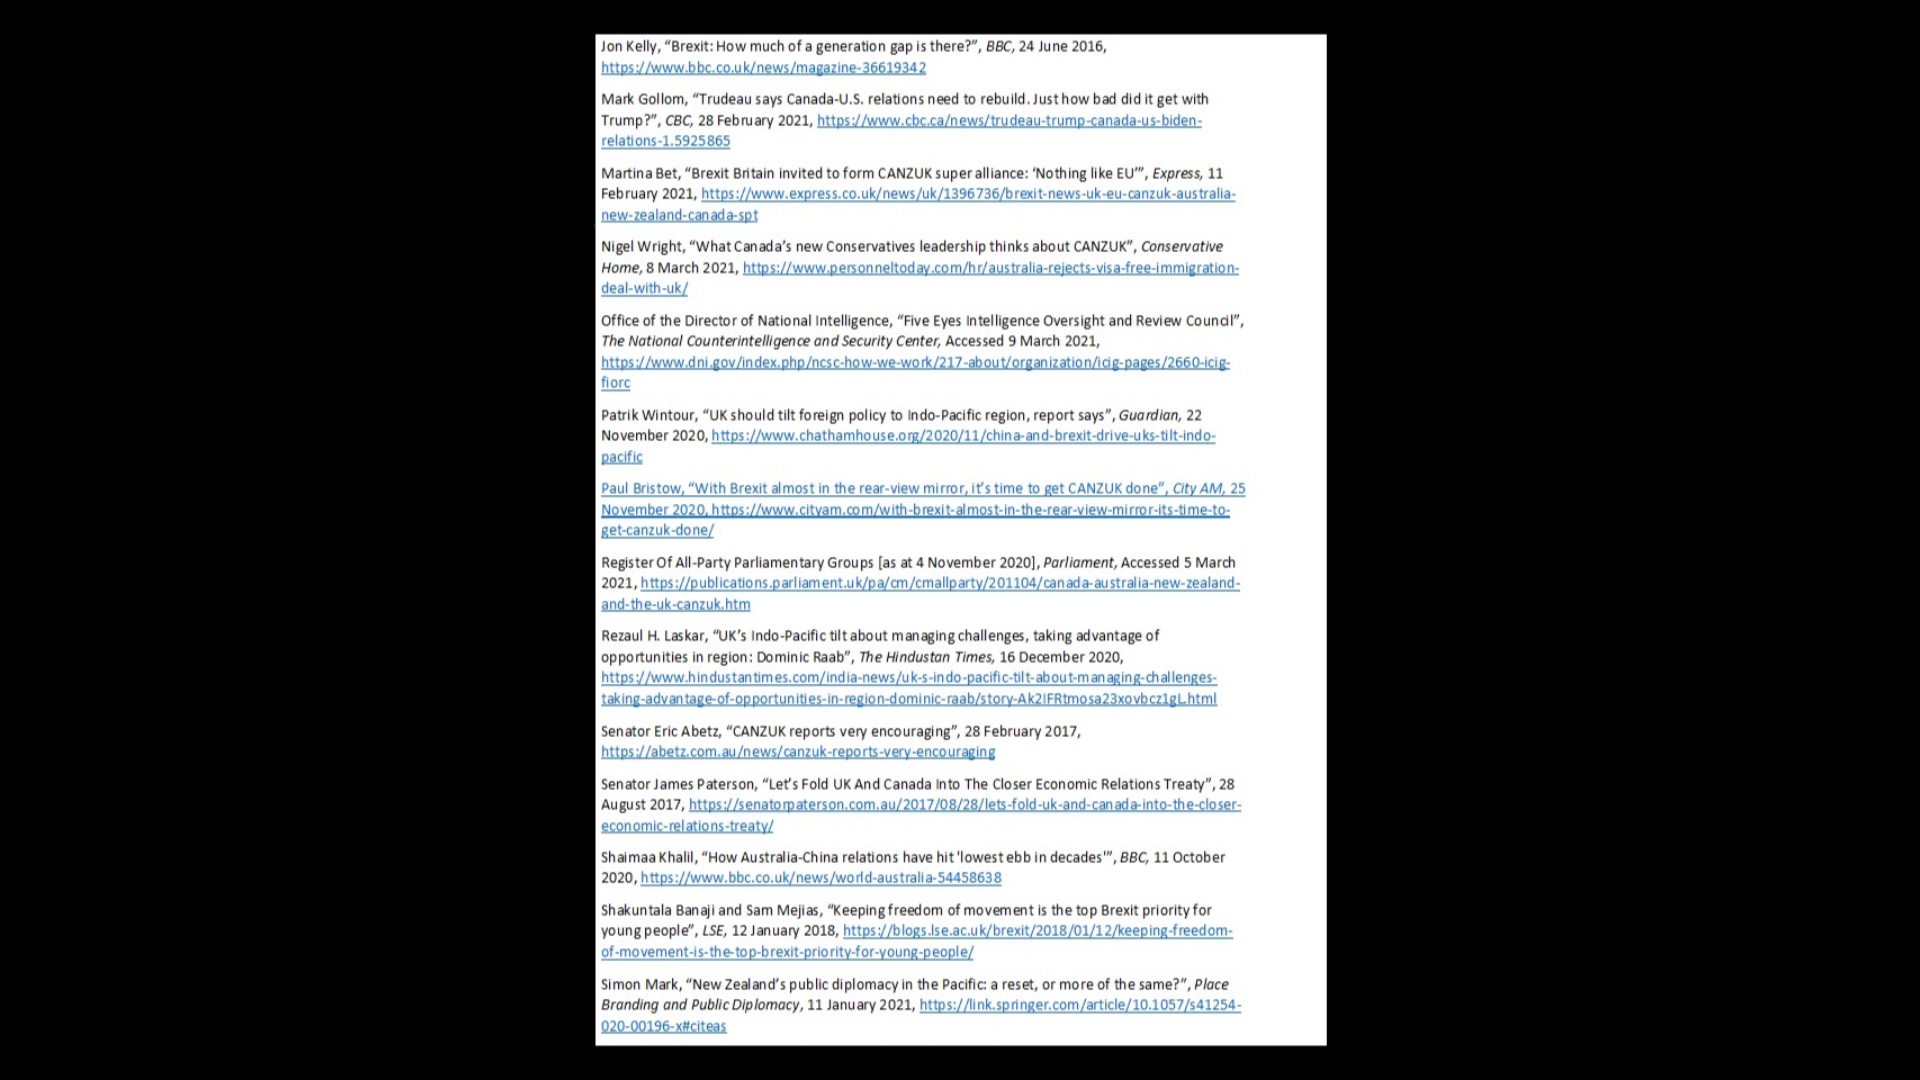 Jon Kelly, “Brexit: How much of a generation gap is there?”, BBC, 24 June 2016,
https://www.bbc.co.uk/news/magazine-36619342
Mark Gollom, “Trudeau says Canada-U.S. relations need to rebuild. Just how bad did it get with
Trump?”, CBC, 28 February 2021, https://www.cbc.ca/news/trudeau-trump-canada-us-biden-
relations-1.5925865
Martina Bet, “Brexit Britain invited to form CANZUK super alliance: ‘Nothing like EU’”, Express, 11
February 2021, https://www.express.co.uk/news/uk/1396736/brexit-news-uk-eu-canzuk-australia-
new-zealand-canada-spt
Nigel Wright, “What Canada’s new Conservatives leadership thinks about CANZUK”, Conservative
Home, 8 March 2021, https://www.personneltoday.com/hr/australia-rejects-visa-free-immigration-
deal-with-uk/
Office of the Director of National Intelligence, “Five Eyes Intelligence Oversight and Review Council”,
The National Counterintelligence and Security Center, Accessed 9 March 2021,
https://www.dni.gov/index.php/ncsc-how-we-work/217-about/organization/icig-pages/2660-icig-
fiorc
Patrik Wintour, “UK should tilt foreign policy to Indo-Pacific region, report says”, Guardian, 22
November 2020, https://www.chathamhouse.org/2020/11/china-and-brexit-drive-uks-tilt-indo-
pacific
Paul Bristow, “With Brexit almost in the rear-view mirror, it’s time to get CANZUK done”, City AM, 25
November 2020, https://www.cityam.com/with-brexit-almost-in-the-rear-view-mirror-its-time-to-
get-canzuk-done/
Register Of All-Party Parliamentary Groups [as at 4 November 2020], Parliament, Accessed 5 March
2021, https://publications.parliament.uk/pa/cm/cmallparty/201104/canada-australia-new-zealand-
and-the-uk-canzuk.htm
Rezaul H. Laskar, “UK’s Indo-Pacific tilt about managing challenges, taking advantage of
opportunities in region: Dominic Raab”, The Hindustan Times, 16 December 2020,
https://www.hindustantimes.com/india-news/uk-s-indo-pacific-tilt-about-managing-challenges-
taking-advantage-of-opportunities-in-region-dominic-raab/story-Ak2IFRtmosa23xovbcz1gL.html
Senator Eric Abetz, “CANZUK reports very encouraging”, 28 February 2017,
https://abetz.com.au/news/canzuk-reports-very-encouraging
Senator James Paterson, “Let’s Fold UK And Canada Into The Closer Economic Relations Treaty”, 28
August 2017, https://senatorpaterson.com.au/2017/08/28/lets-fold-uk-and-canada-into-the-closer-
economic-relations-treaty/
Shaimaa Khalil, “How Australia-China relations have hit 'lowest ebb in decades'”, BBC, 11 October
2020, https://www.bbc.co.uk/news/world-australia-54458638
Shakuntala Banaji and Sam Mejias, “Keeping freedom of movement is the top Brexit priority for
young people”, LSE, 12 January 2018, https://blogs.lse.ac.uk/brexit/2018/01/12/keeping-freedom-
of-movement-is-the-top-brexit-priority-for-young-people/
Simon Mark, “New Zealand’s public diplomacy in the Pacific: a reset, or more of the same?”, Place
Branding and Public Diplomacy, 11 January 2021, https://link.springer.com/article/10.1057/s41254-
020-00196-x#citeas